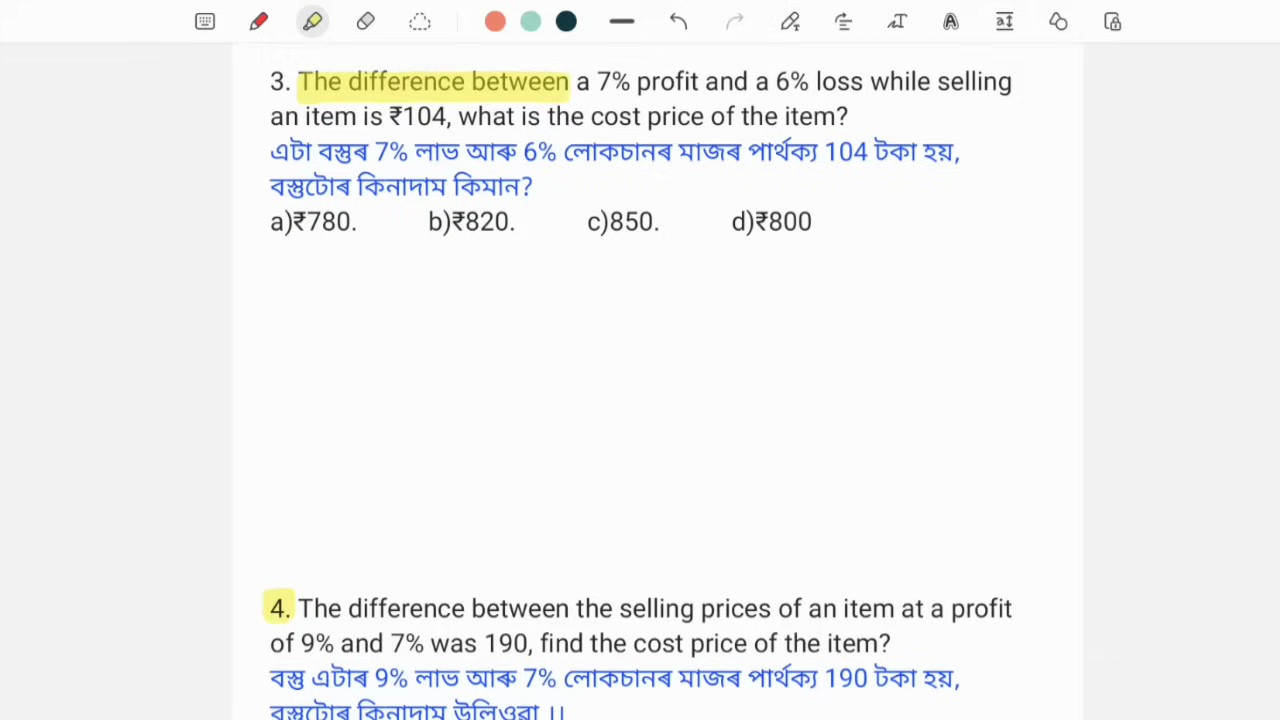 3. The difference between a 7% profit and a 6% loss while selling
an item is ₹104, what is the cost price of the item?
এটা বস্তুৰ 7% লাভ আৰু 6% লোকচানৰ মাজৰ পাৰ্থক্য 104 টকা হয়,
বস্তুটোৰ কিনাদাম কিমান?
a)₹780. b)₹820. c)850. d)₹800
4. The difference between the selling prices of an item at a profit
of 9% and 7% was 190, find the cost price of the item?
বস্তু এটাৰ 9% লাভ আৰু 7% লোকচানৰ মাজৰ পাৰ্থক্য 190 টকা হয়,
বস্তুটোৰ কিনাদাম উলিওৱা ।।